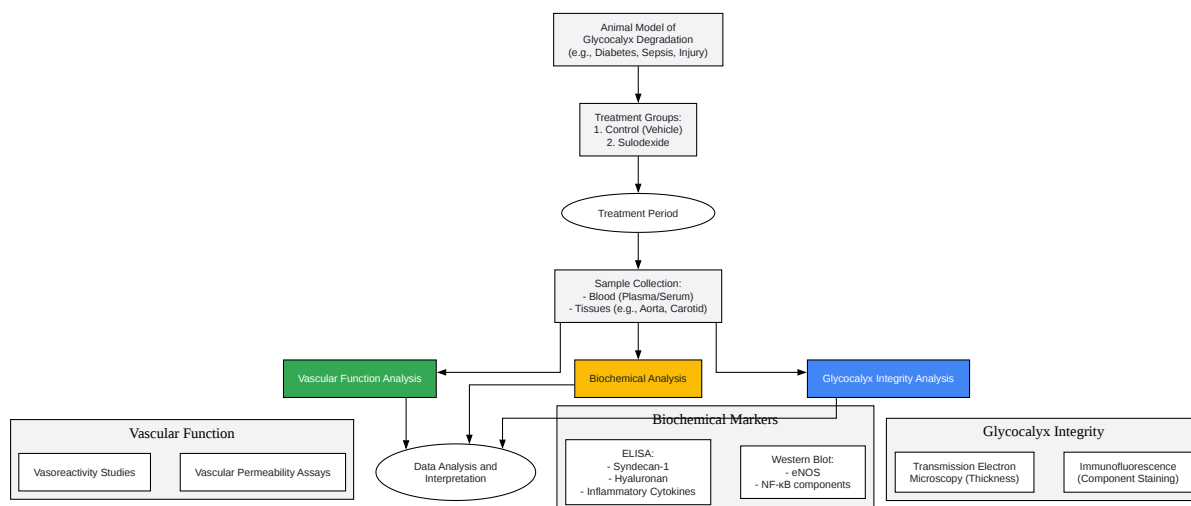 Animal Model of
Glycocalyx Degradation
(e.g., Diabetes, Sepsis, Injury)
Treatment Groups:
1. Control (Vehicle)
2. Sulodexide
Treatment Period
Sample Collection:
- Blood (Plasma/Serum)
- Tissues (e.g., Aorta, Carotid)
Vascular Function Analysis
Biochemical Analysis
Glycocalyx Integrity Analysis
Vascular Function
Vasoreactivity Studies
Vascular Permeability Assays
Data Analysis and
Interpretation
Biochemical Markers
ELISA:
- Syndecan-1
- Hyaluronan
- Inflammatory Cytokines
Western Blot:
- eNOS
- NF-κB components
Glycocalyx Integrity
Transmission Electron
Microscopy (Thickness)
Immunofluorescence
(Component Staining)